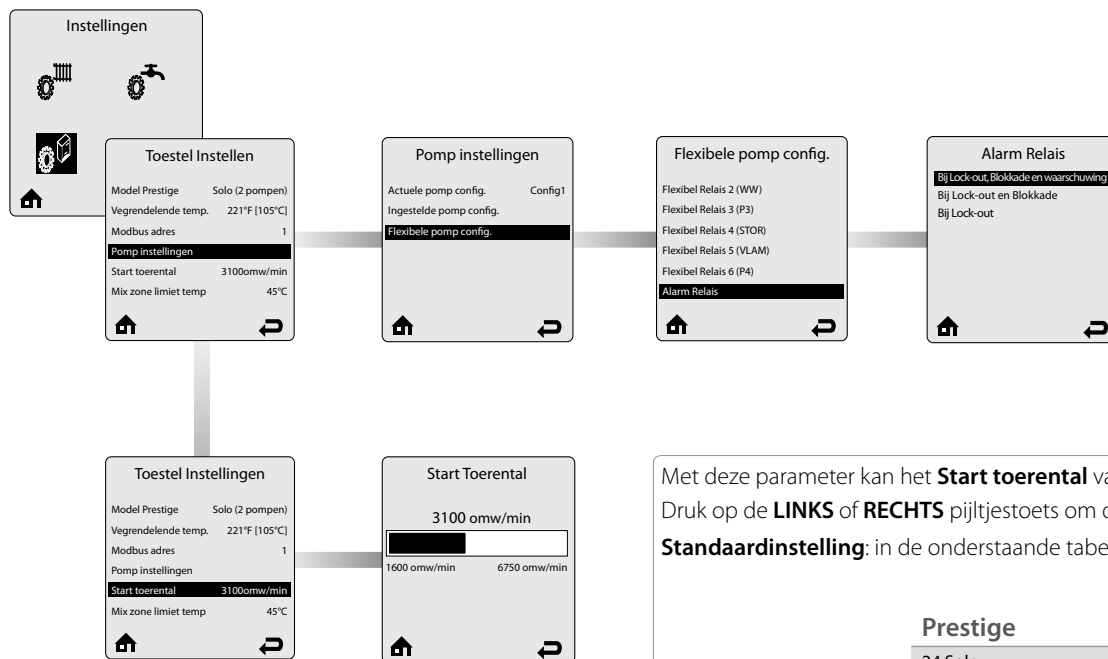 Instellingen
Toestel Instellen
Model Prestige Solo (2 pompen)
Vegrendelende temp. 221°F [105°C]
Modbus adres 1
Pomp instellingen
Start toerental 3100omw/min
Mix zone limiet temp 45°C
Pomp instellingen
Actuele pomp config. Config1
Ingestelde pomp config.
Flexibele pomp config.
Flexibele pomp config.
Flexibel Relais 2 (WW)
Flexibel Relais 3 (P3)
Flexibel Relais 4 (STOR)
Flexibel Relais 5 (VLAM)
Flexibel Relais 6 (P4)
Alarm Relais
Alarm Relais
Bij Lock-out, Blokkade en waarschuwing
Bij Lock-out en Blokkade
Bij Lock-out
Toestel Instellingen
Model Prestige Solo (2 pompen)
Vegrendelende temp. 221°F [105°C]
Modbus adres 1
Pomp instellingen
Start toerental 3100omw/min
Mix zone limiet temp 45°C
Start Toerental
3100 omw/min
1600 omw/min 6750 omw/min
Met deze parameter kan het Start toerental
Druk op de LINKS of RECHTS pijltjestoets om
Standaardinstelling: in de onderstaande
Prestige